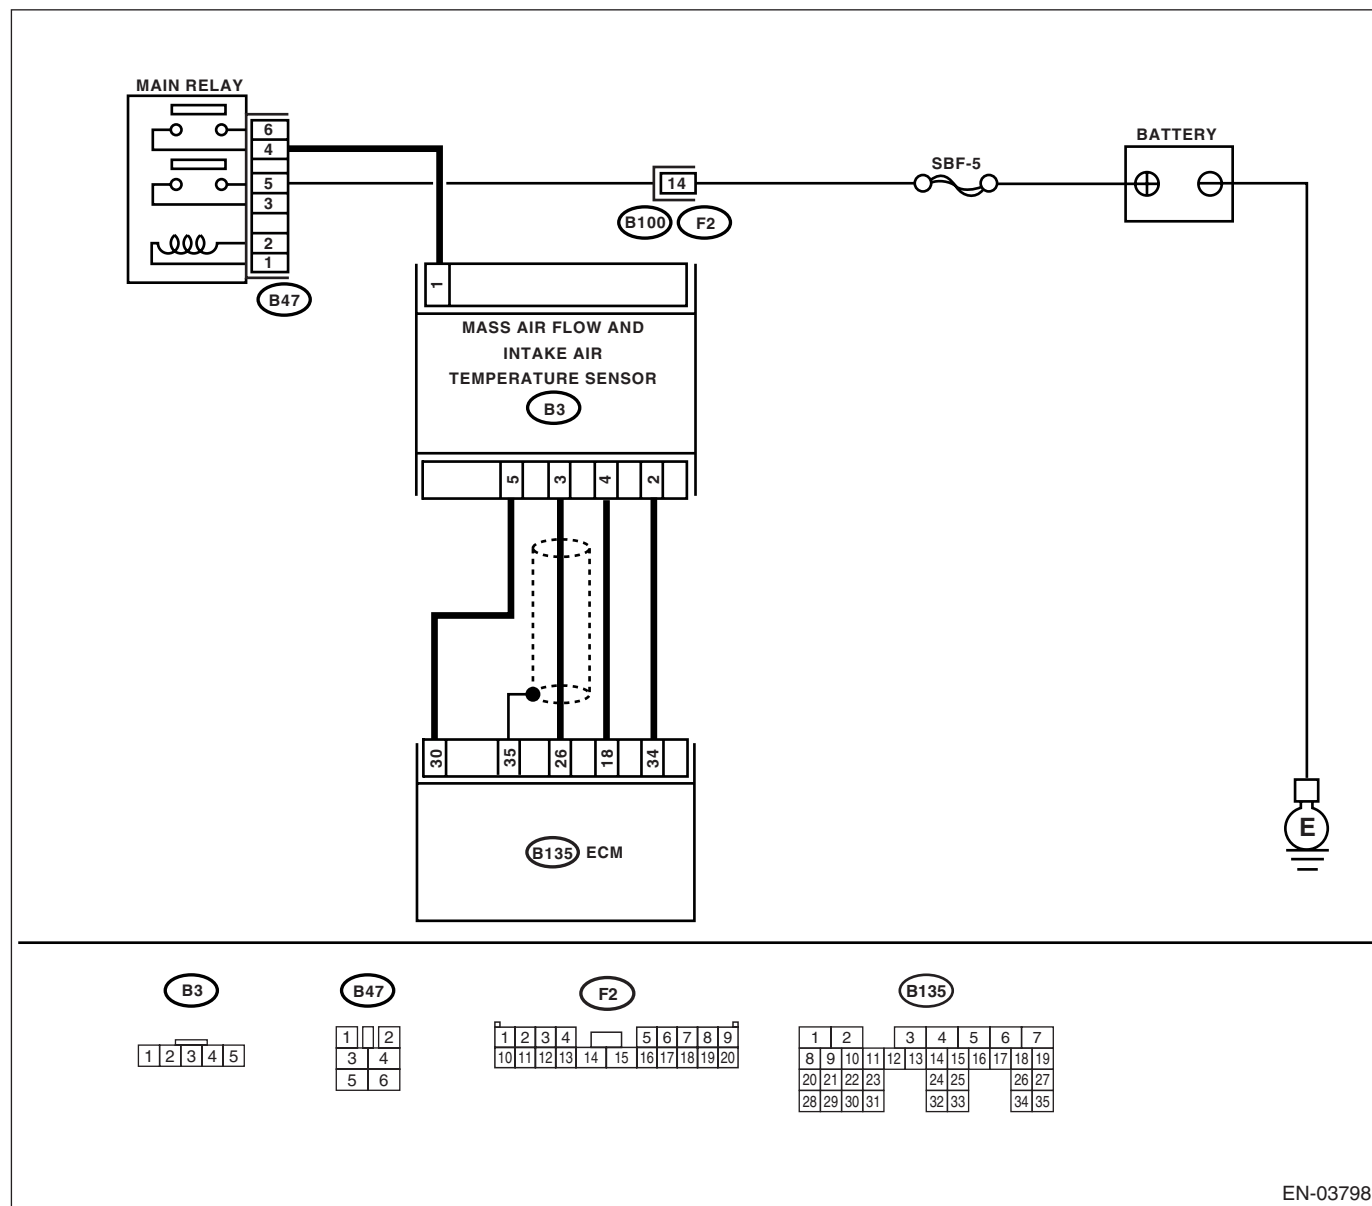 MAIN RELAY
6
4
5
3
2
1
B47
14
B100 F2
SBF-5
BATTERY
1
MASS AIR FLOW AND
INTAKE AIR
TEMPERATURE SENSOR
B3
5 3 4 2
30 35 26 18 34
B135 ECM
E
B3
1 2 3 4 5
B47
1 2
3 4
5 6
F2
1 2 3 4 5 6 7 8 9
10 11 12 13 14 15 16 17 18 19 20
B135
1 2 3 4 5 6 7
8 9 10 11 12 13 14 15 16 17 18 19
20 21 22 23 24 25 26 27
28 29 30 31 32 33 34 35
EN-03798